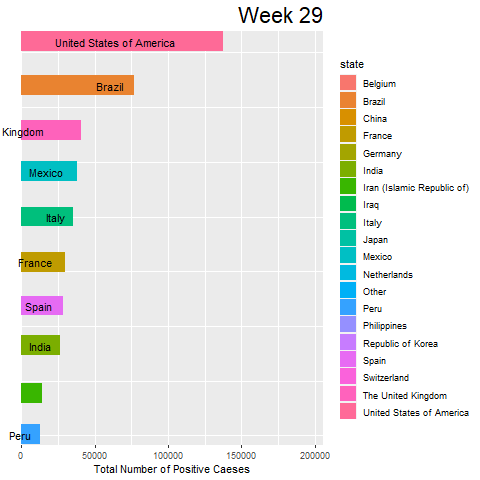 Week 29
United States of America
Brazil
Kingdom
Mexico
Italy
France
Spain
India
Peru
0 50000 100000 150000 200000
Total Number of Positive Caeses
state
Belgium
Brazil
China
France
Germany
India
Iran (Islamic Republic of)
Iraq
Italy
Japan
Mexico
Netherlands
Other
Peru
Philippines
Republic of Korea
Spain
Switzerland
The United Kingdom
United States of America